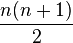 n(n + 1)
2